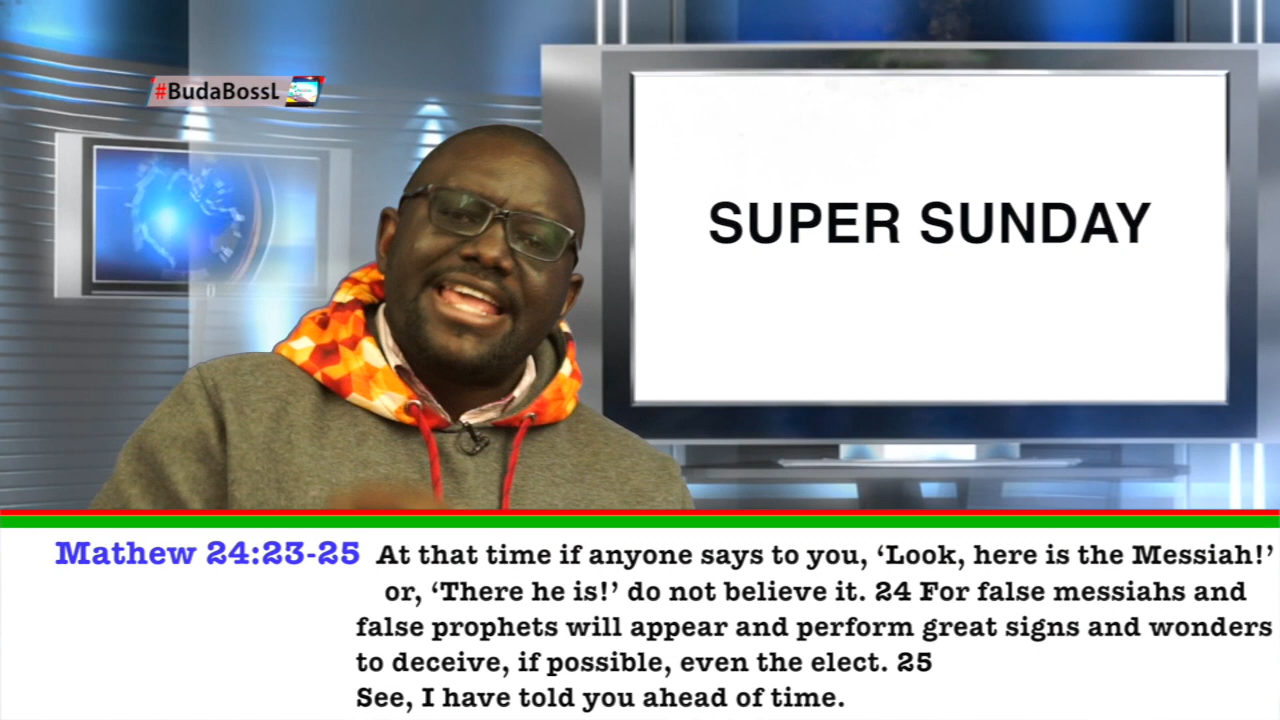 #BudaBossL
SUPER SUNDAY
Mathew 24:23-25 At that time if anyone says to you, ‘Look, here is the Messiah!’
or, ‘There he is!’ do not believe it. 24 For false messiahs and
false prophets will appear and perform great signs and wonders
to deceive, if possible, even the elect. 25
See, I have told you ahead of time.